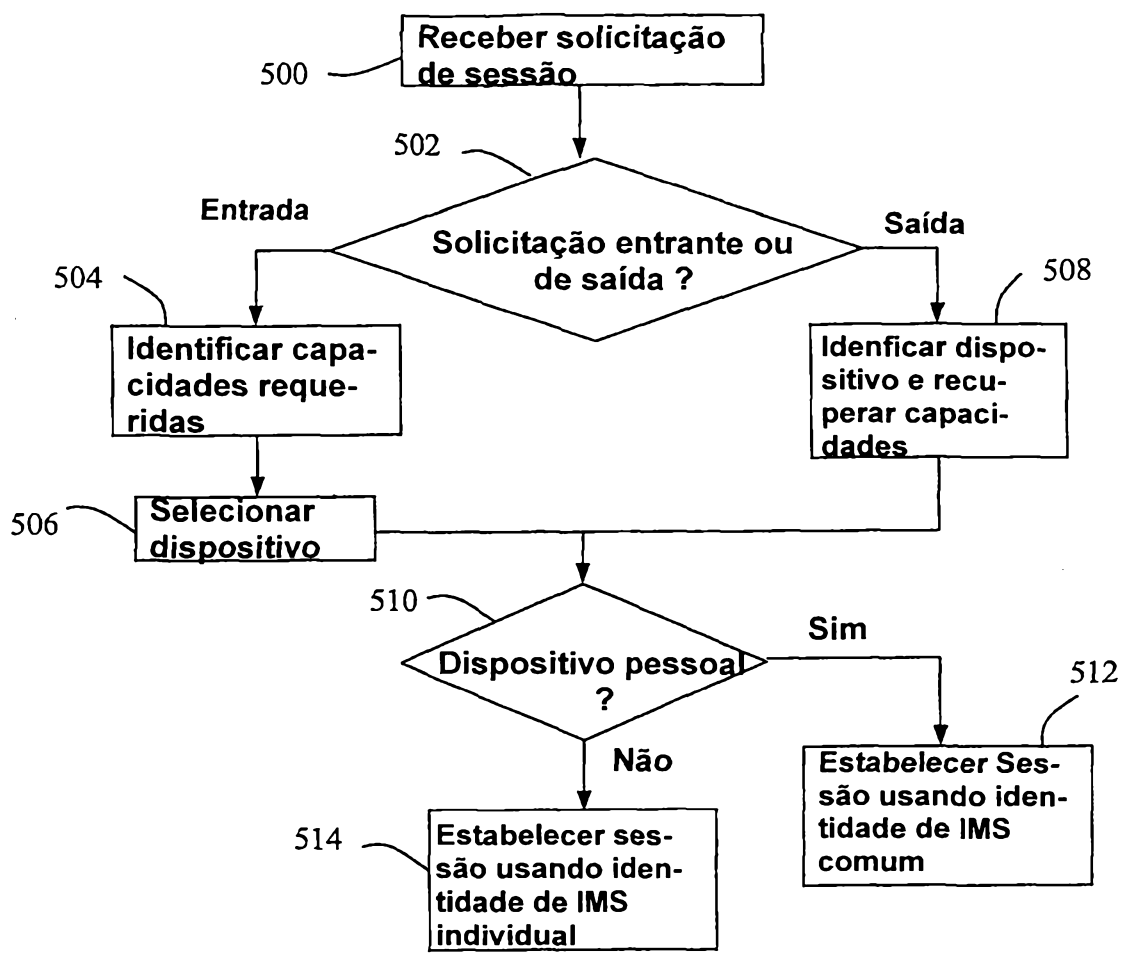 Receber solicitação
de sessão
500
502
Entrada
Saída
Solicitação entrante ou
de saída ?
504
508
Identificar capa-
cidades reque-
ridas
Idenficar dispo-
sitivo e recu-
perar capaci-
dades
506
Selecionar
dispositivo
510
Sim
Dispositivo pessoal
?
512
Não
Estabelecer Ses-
são usando iden-
tidade de IMS
comum
514
Estabelecer ses-
são usando iden-
tidade de IMS
individual